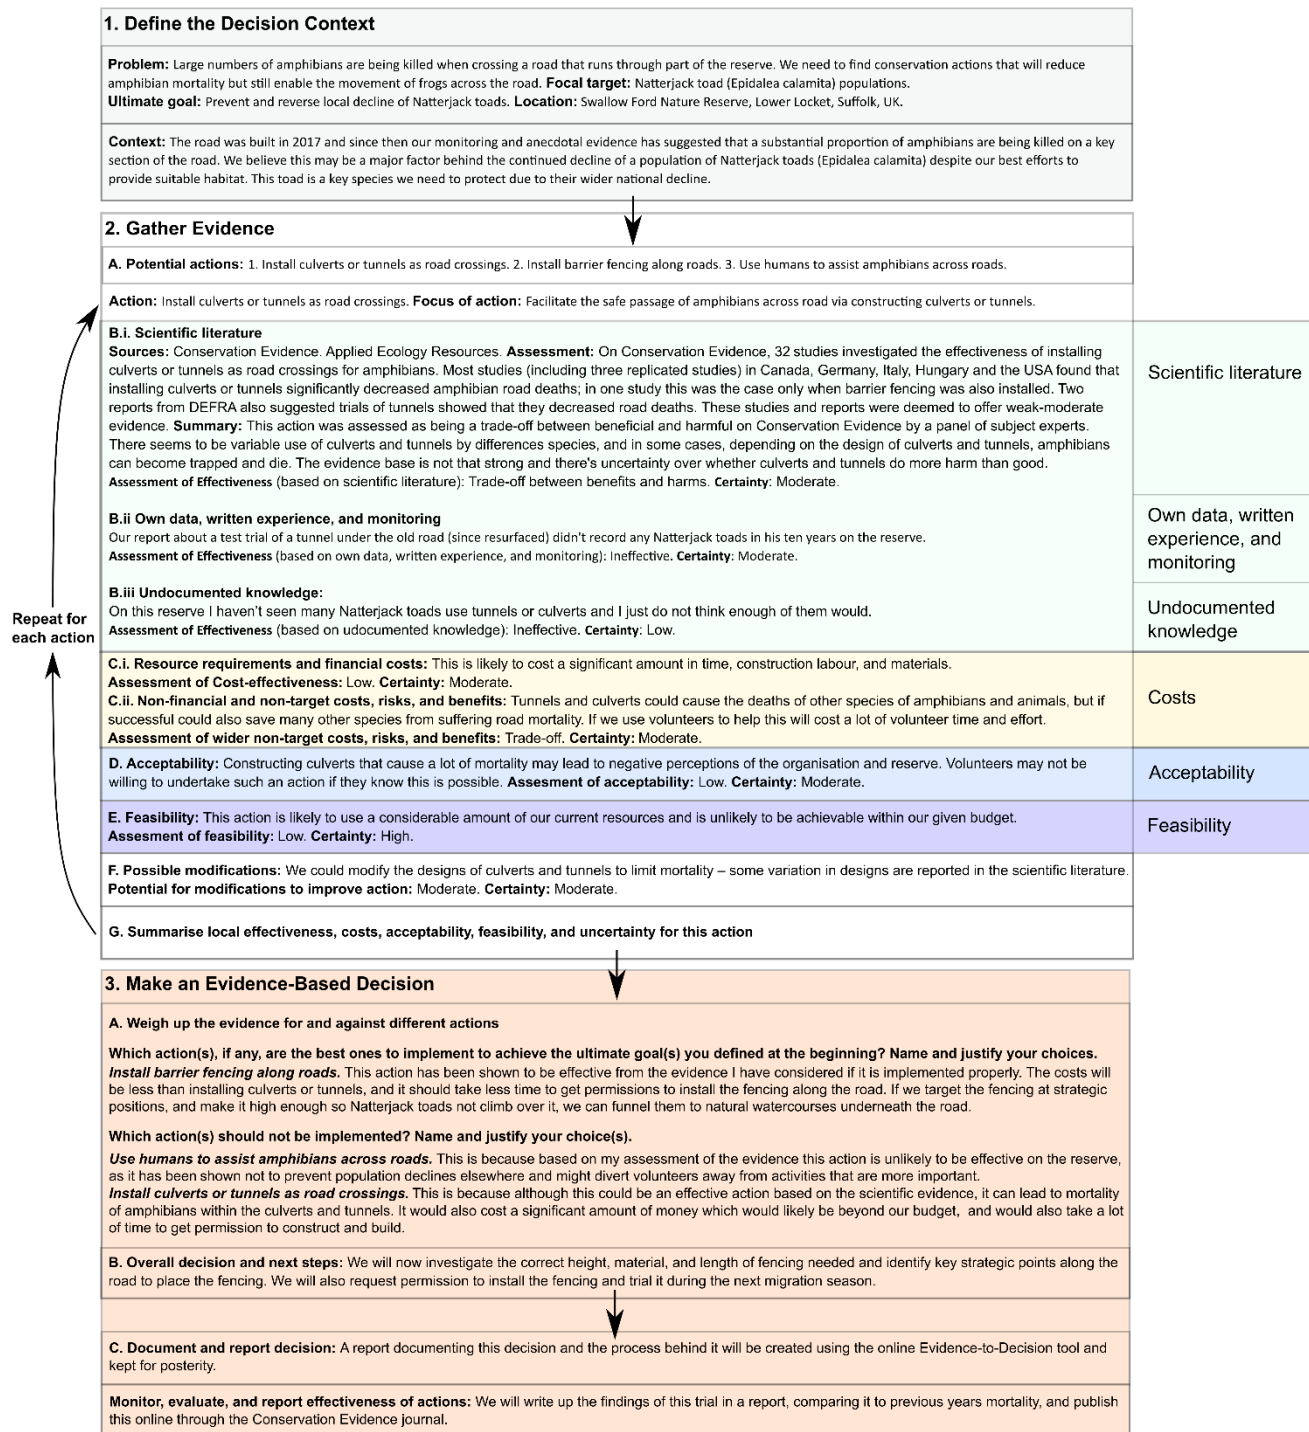 1. Define the Decision Context
Problem: Large numbers of amphibians are being killed when crossing a road that runs through part of the reserve. We need to find conservation actions that will reduce
amphibian mortality but still enable the movement of frogs across the road. Focal target: Natterjack toad (Epidalea calamita) populations.
Ultimate goal: Prevent and reverse local decline of Natterjack toads. Location: Swallow Ford Nature Reserve, Lower Locket, Suffolk, UK.
Context: The road was built in 2017 and since then our monitoring and anecdotal evidence has suggested that a substantial proportion of amphibians are being killed on a key
section of the road. We believe this may be a major factor behind the continued decline of a population of Natterjack toads (Epidalea calamita) despite our best efforts to
provide suitable habitat. This toad is a key species we need to protect due to their wider national decline.
2. Gather Evidence
A. Potential actions: 1. Install culverts or tunnels as road crossings. 2. Install barrier fencing along roads. 3. Use humans to assist amphibians across roads.
Action: Install culverts or tunnels as road crossings. Focus of action: Facilitate the safe passage of amphibians across road via constructing culverts or tunnels.
B.i. Scientific literature
Sources: Conservation Evidence. Applied Ecology Resources. Assessment: On Conservation Evidence, 32 studies investigated the effectiveness of installing
culverts or tunnels as road crossings for amphibians. Most studies (including three replicated studies) in Canada, Germany, Italy, Hungary and the USA found that
installing culverts or tunnels significantly decreased amphibian road deaths; in one study this was the case only when barrier fencing was also installed. Two
reports from DEFRA also suggested trials of tunnels showed that they decreased road deaths. These studies and reports were deemed to offer weak-moderate
evidence. Summary: This action was assessed as being a trade-off between beneficial and harmful on Conservation Evidence by a panel of subject experts.
There seems to be variable use of culverts and tunnels by differences species, and in some cases, depending on the design of culverts and tunnels, amphibians
can become trapped and die. The evidence base is not that strong and there's uncertainty over whether culverts and tunnels do more harm than good.
Assessment of Effectiveness (based on scientific literature): Trade-off between benefits and harms. Certainty: Moderate.
Scientific literature
B.ii Own data, written experience, and monitoring
Our report about a test trial of a tunnel under the old road (since resurfaced) didn't record any Natterjack toads in his ten years on the reserve.
Assessment of Effectiveness (based on own data, written experience, and monitoring): Ineffective. Certainty: Moderate.
Own data, written
experience, and
monitoring
B.iii Undocumented knowledge:
On this reserve I haven't seen many Natterjack toads use tunnels or culverts and I just do not think enough of them would.
Assessment of Effectiveness (based on udocumented knowledge): Ineffective. Certainty: Low.
Undocumented
knowledge
Repeat for
each action
C.i. Resource requirements and financial costs: This is likely to cost a significant amount in time, construction labour, and materials.
Assessment of Cost-effectiveness: Low. Certainty: Moderate.
C.ii. Non-financial and non-target costs, risks, and benefits: Tunnels and culverts could cause the deaths of other species of amphibians and animals, but if
successful could also save many other species from suffering road mortality. If we use volunteers to help this will cost a lot of volunteer time and effort.
Assessment of wider non-target costs, risks, and benefits: Trade-off. Certainty: Moderate.
Costs
D. Acceptability: Constructing culverts that cause a lot of mortality may lead to negative perceptions of the organisation and reserve. Volunteers may not be
willing to undertake such an action if they know this is possible. Assesment of acceptability: Low. Certainty: Moderate.
Acceptability
E. Feasibility: This action is likely to use a considerable amount of our current resources and is unlikely to be achievable within our given budget.
Assesment of feasibility: Low. Certainty: High.
Feasibility
F. Possible modifications: We could modify the designs of culverts and tunnels to limit mortality – some variation in designs are reported in the scientific literature.
Potential for modifications to improve action: Moderate. Certainty: Moderate.
G. Summarise local effectiveness, costs, acceptability, feasibility, and uncertainty for this action
3. Make an Evidence-Based Decision
A. Weigh up the evidence for and against different actions
Which action(s), if any, are the best ones to implement to achieve the ultimate goal(s) you defined at the beginning? Name and justify your choices.
Install barrier fencing along roads. This action has been shown to be effective from the evidence I have considered if it is implemented properly. The costs will
be less than installing culverts or tunnels, and it should take less time to get permissions to install the fencing along the road. If we target the fencing at strategic
positions, and make it high enough so Natterjack toads not climb over it, we can funnel them to natural watercourses underneath the road.
Which action(s) should not be implemented? Name and justify your choice(s).
Use humans to assist amphibians across roads. This is because based on my assessment of the evidence this action is unlikely to be effective on the reserve,
as it has been shown not to prevent population declines elsewhere and might divert volunteers away from activities that are more important.
Install culverts or tunnels as road crossings. This is because although this could be an effective action based on the scientific evidence, it can lead to mortality
of amphibians within the culverts and tunnels. It would also cost a significant amount of money which would likely be beyond our budget, and would also take a lot
of time to get permission to construct and build.
B. Overall decision and next steps: We will now investigate the correct height, material, and length of fencing needed and identify key strategic points along the
road to place the fencing. We will also request permission to install the fencing and trial it during the next migration season.
C. Document and report decision: A report documenting this decision and the process behind it will be created using the online Evidence-to-Decision tool and
kept for posterity.
Monitor, evaluate, and report effectiveness of actions: We will write up the findings of this trial in a report, comparing it to previous years mortality, and publish
this online through the Conservation Evidence journal.